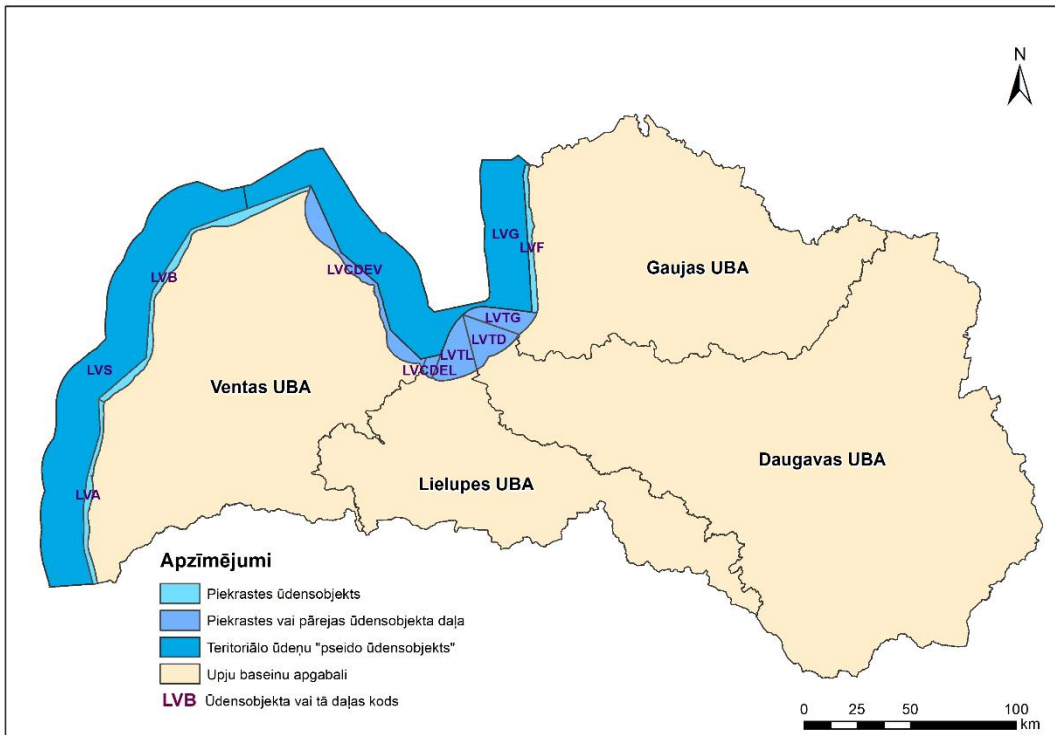 N
LVG
LVF
LVB
LVCDEV
Gaujas UBA
LVTG
LVTD
LVTL
LVCDEL
LVS
Ventas UBA
Daugavas UBA
Lielupes UBA
LVA
Apzīmējumi
Piekrastes ūdensobjekts
Piekrastes vai pārejas ūdensobjekta daļa
Teritoriālo ūdeņu "pseido ūdensobjekts"
Upju baseinu apgabali
LVB Ūdensobjekta vai tā daļas kods
0 25 50 100
km